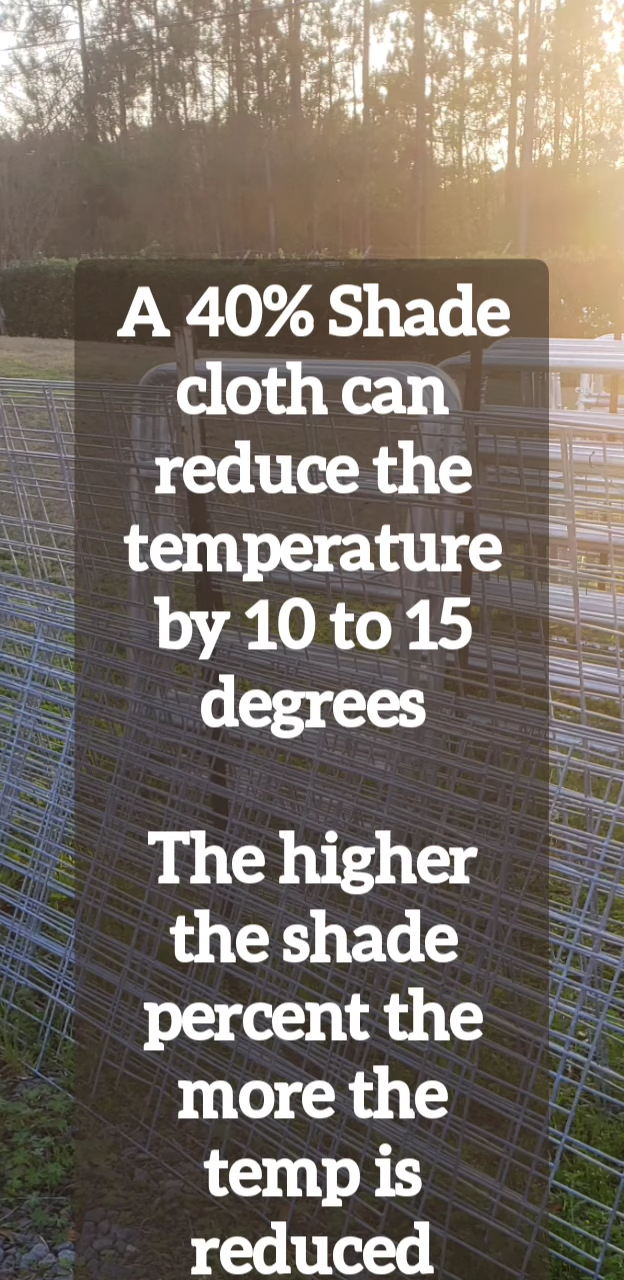 A 40% Shade
cloth can
reduce the
temperature
by 10 to 15
degrees
The higher
the shade
percent the
more the
temp is
reduced